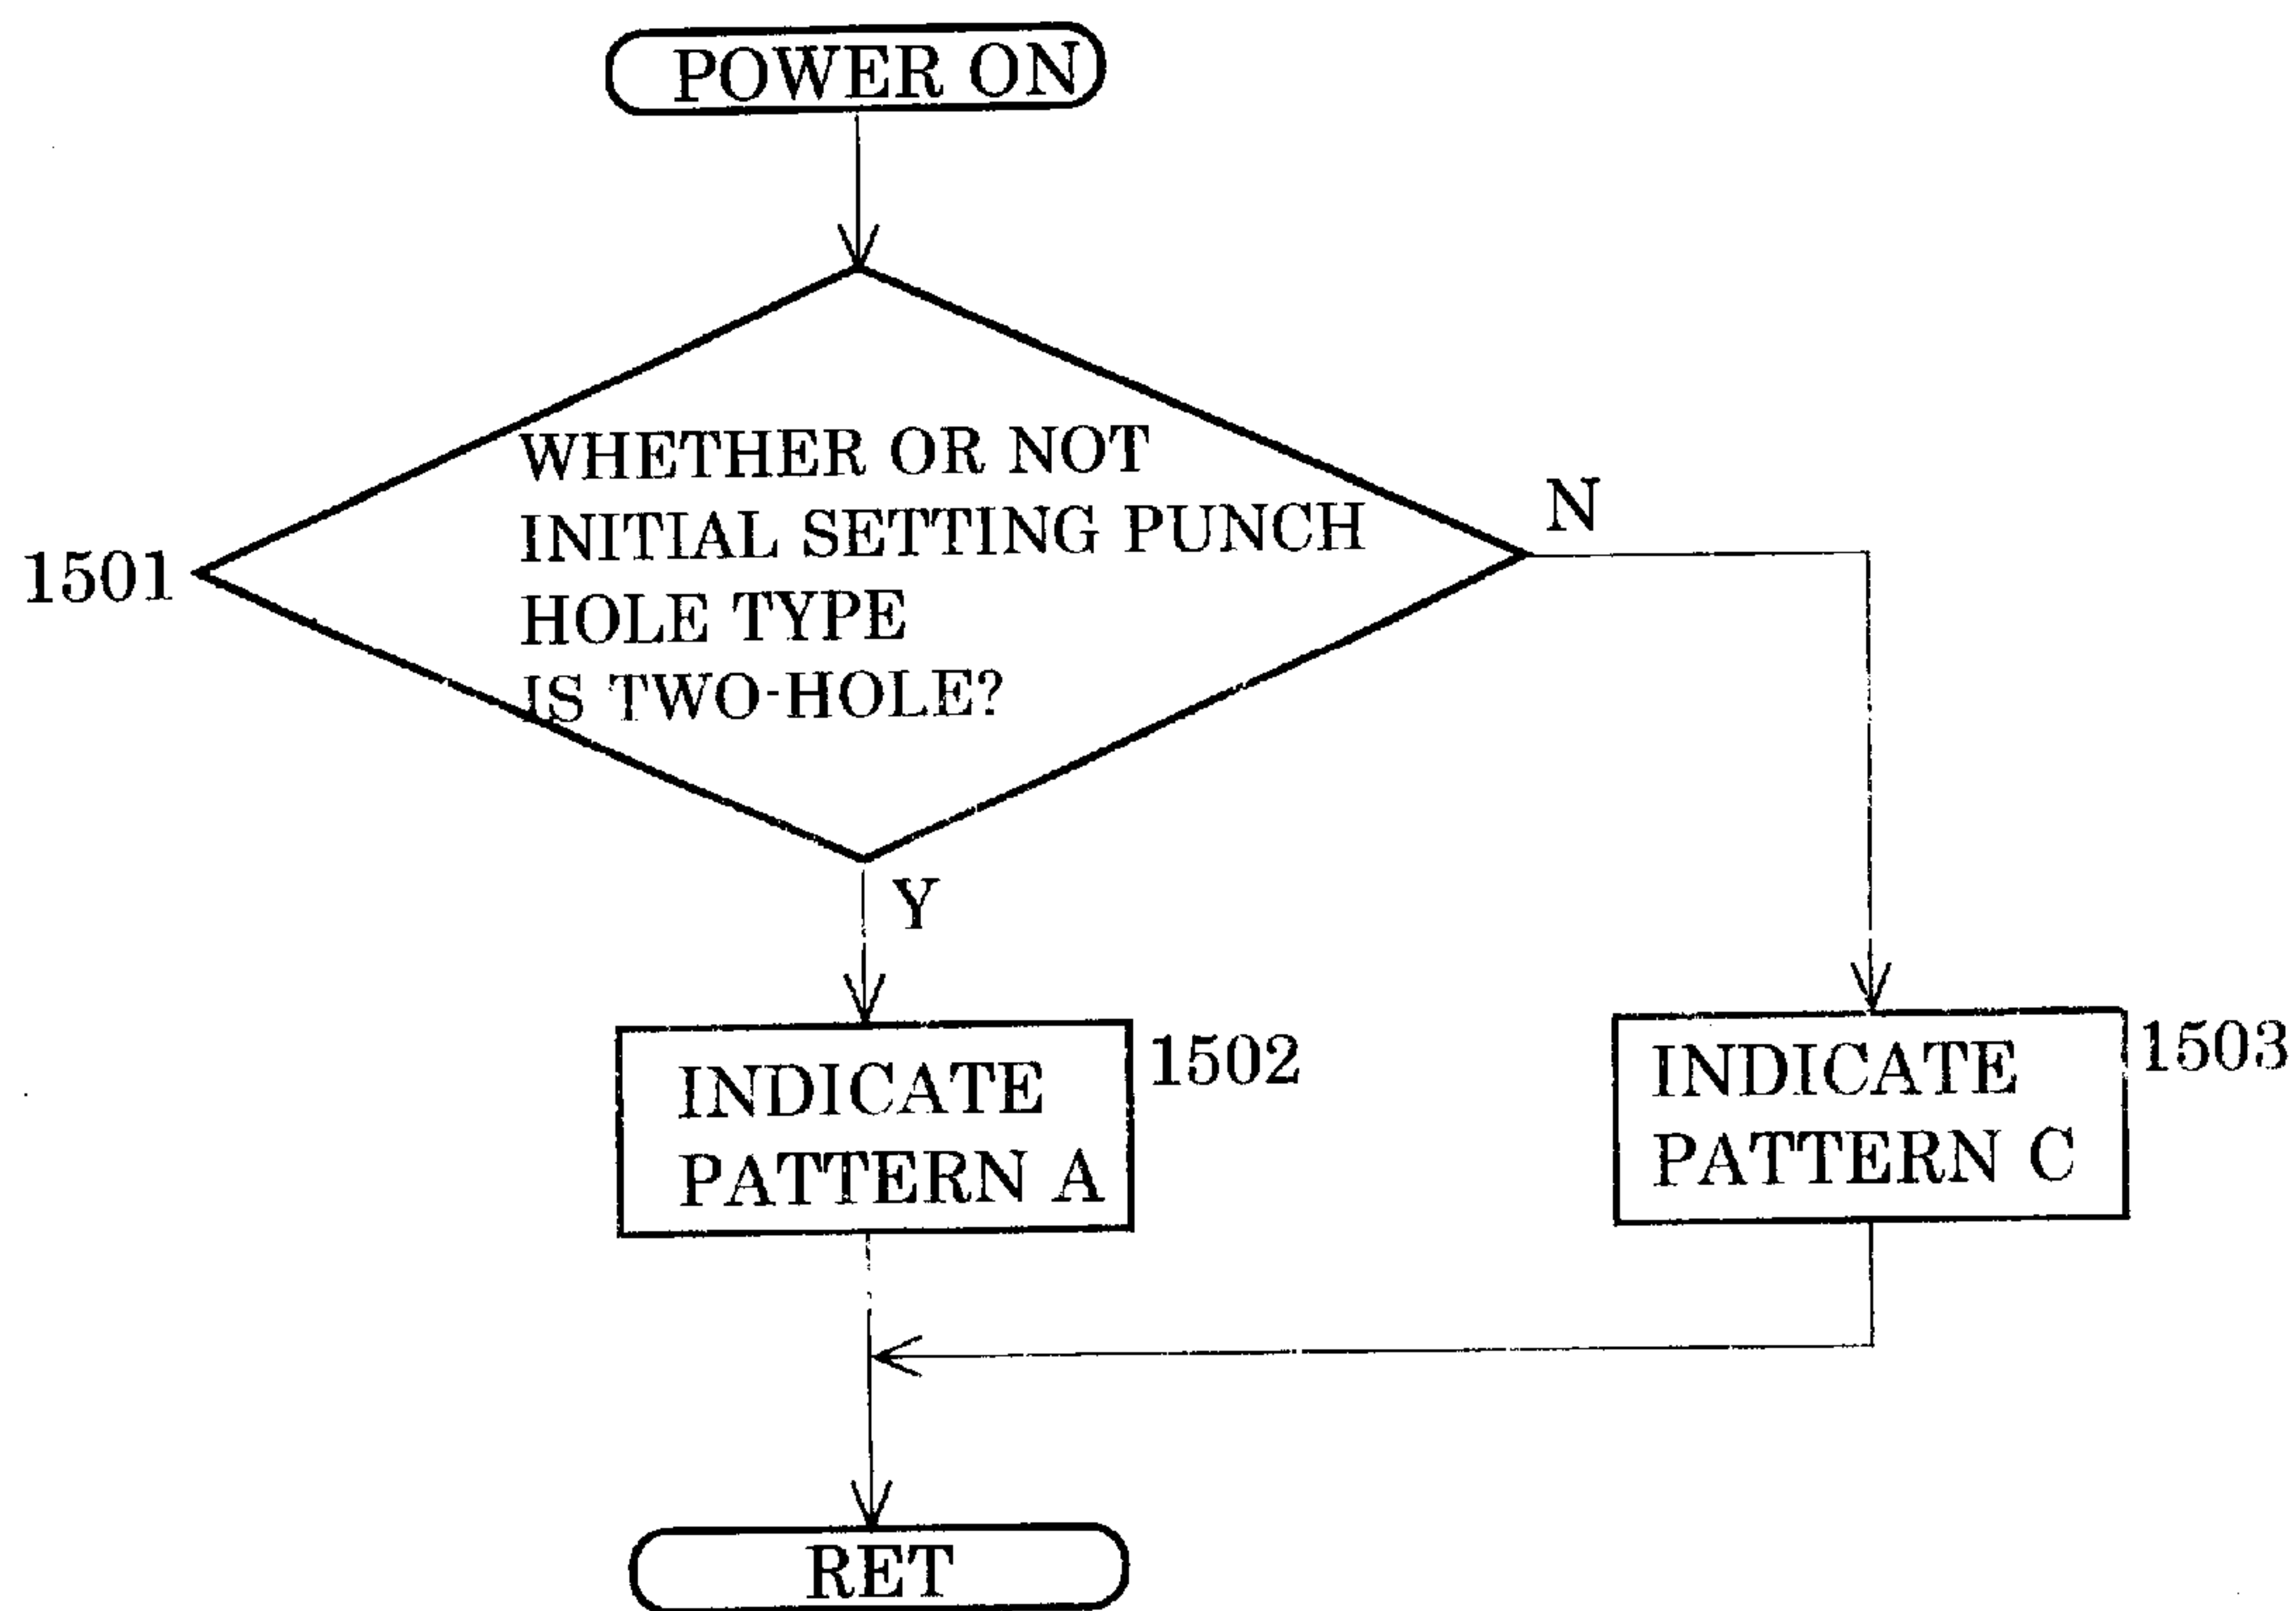 POWER ON
WHETHER OR NOT
INITIAL SETTING PUNCH
HOLE TYPE
IS TWO-HOLE?
1501
N
Y
INDICATE
PATTERN A
1502
INDICATE
PATTERN C
1503
RET